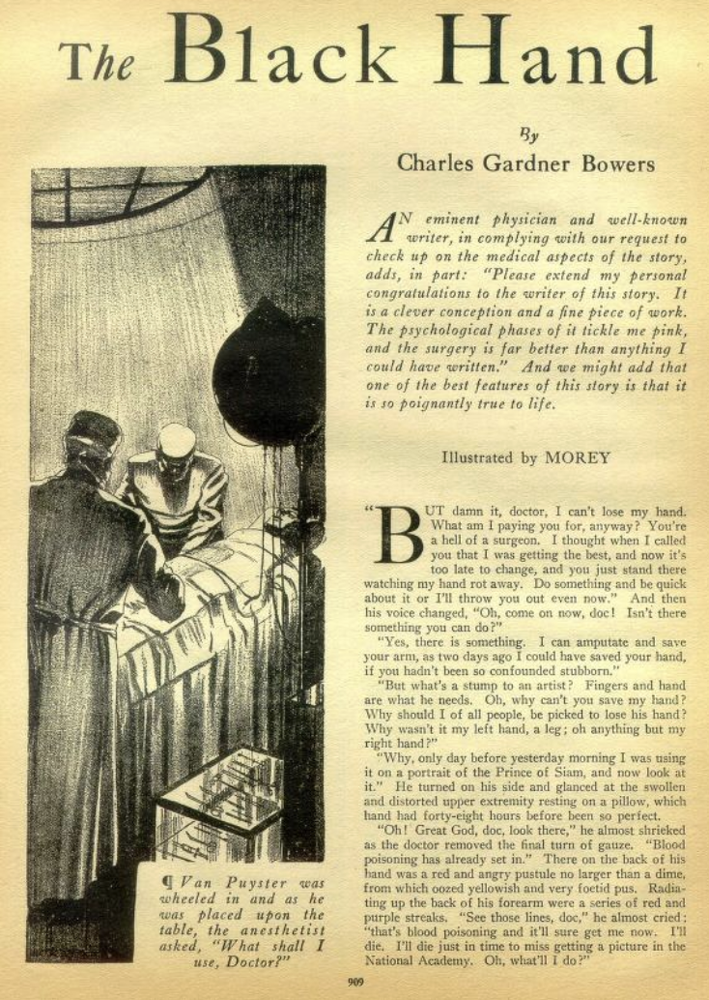 The Black Hand
By
Charles Gardner Bowers
AN eminent physician and well-known
writer, in complying with our request to
check up on the medical aspects of the story,
adds, in part: "Please extend my personal
congratulations to the writer of this story. It
is a clever conception and a fine piece of work.
The psychological phases of it tickle me pink,
and the surgery is far better than anything I
could have written." And we might add that
one of the best features of this story is that it
is so poignantly true to life.
Illustrated by MOREY
"BUT damn it, doctor, I can't lose my hand.
What am I paying you for, anyway? You're
a hell of a surgeon. I thought when I called
you that I was getting the best, and now it's
too late to change, and you just stand there
watching my hand rot away. Do something and be quick
about it or I'll throw you out even now." And then
his voice changed, "Oh, come on now, doc! Isn't there
something you can do?"
"Yes, there is something. I can amputate and save
your arm, as two days ago I could have saved your hand,
if you hadn't been so confounded stubborn."
"But what's a stump to an artist? Fingers and hand
are what he needs. Oh, why can't you save my hand?
Why should I of all people, be picked to lose his hand?
Why wasn't it my left hand, a leg; oh anything but my
right hand?"
"Why, only day before yesterday morning I was using
it on a portrait of the Prince of Siam, and now look at
it." He turned on his side and glanced at the swollen
and distorted upper extremity resting on a pillow, which
hand had forty-eight hours before been so perfect.
"Oh! Great God, doc, look there," he almost shrieked
as the doctor removed the final turn of gauze. "Blood
poisoning has already set in." There on the back of his
hand was a red and angry pustule no larger than a dime,
from which oozed yellowish and very foetid pus. Radia-
ting up the back of his forearm were a series of red and
purple streaks. "See those lines, doc," he almost cried;
"that's blood poisoning and it'll sure get me now. I'll
die. I'll die just in time to miss getting a picture in the
National Academy. Oh, what'll I do?"
¶ Van Puyster was
wheeled in and as he
was placed upon the
table, the anesthetist
asked, "What shall I
use, Doctor?"
909